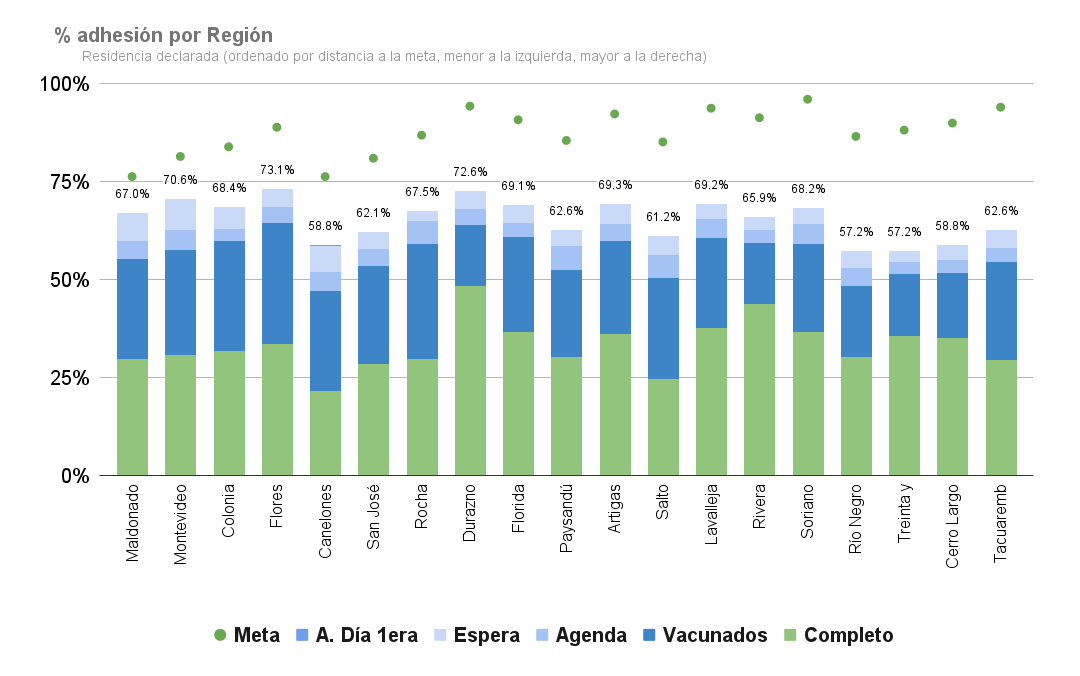 % adhesión por Región
Residencia declarada (ordenado por distancia a la meta, menor a la izquierda, mayor a la derecha)
100%
75%
50%
25%
0%
67.0%
70.6%
68.4%
73.1%
58.8%
62.1%
67.5%
72.6%
69.1%
62.6%
69.3%
61.2%
69.2%
65.9%
68.2%
57.2%
57.2%
58.8%
62.6%
Maldonado
Montevideo
Colonia
Flores
Canelones
San José
Rocha
Durazno
Florida
Paysandú
Artigas
Salto
Lavalleja
Rivera
Soriano
Río Negro
Treinta y
Cerro Largo
Tacuaremb
Meta A. Día 1era Espera Agenda Vacunados Completo